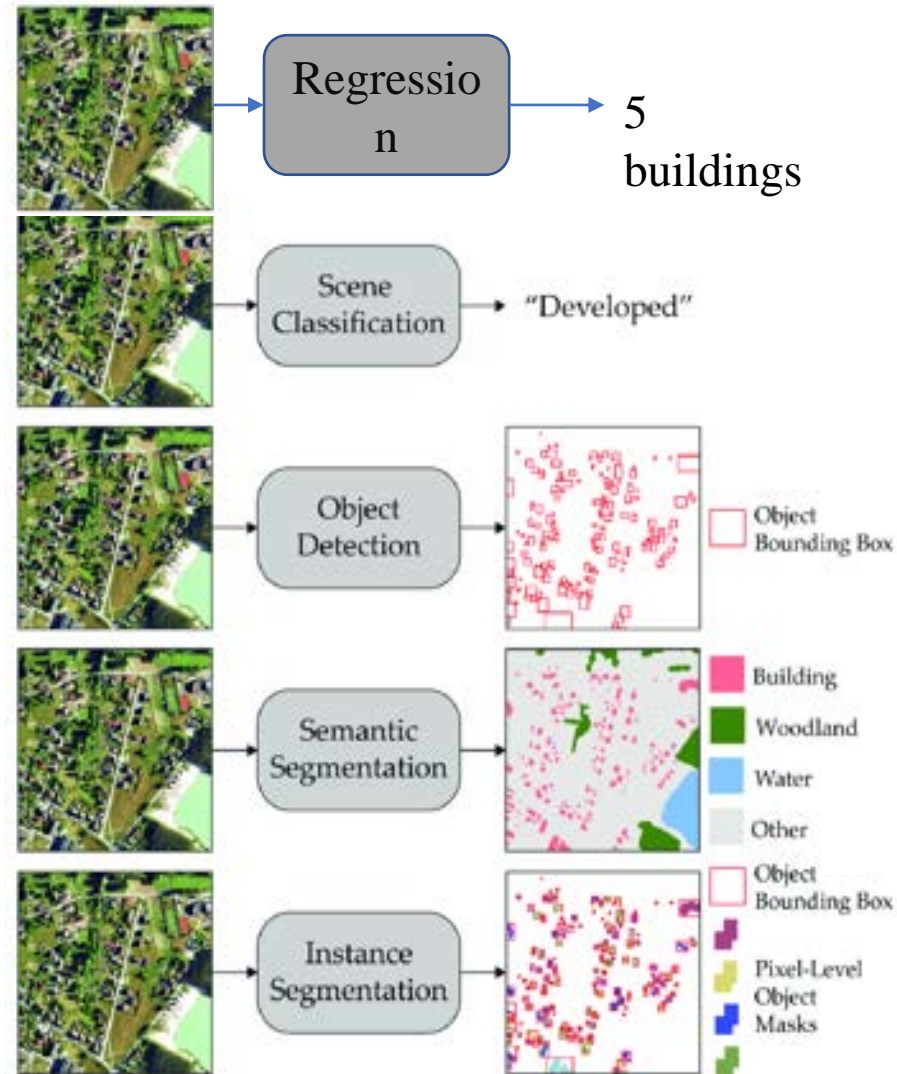 Regressio
n
5
buildings
Scene
Classification
“Developed”
Object
Detection
Object
Bounding Box
Semantic
Segmentation
Building
Woodland
Water
Other
Instance
Segmentation
Object
Bounding Box
Pixel-Level
Object
Masks